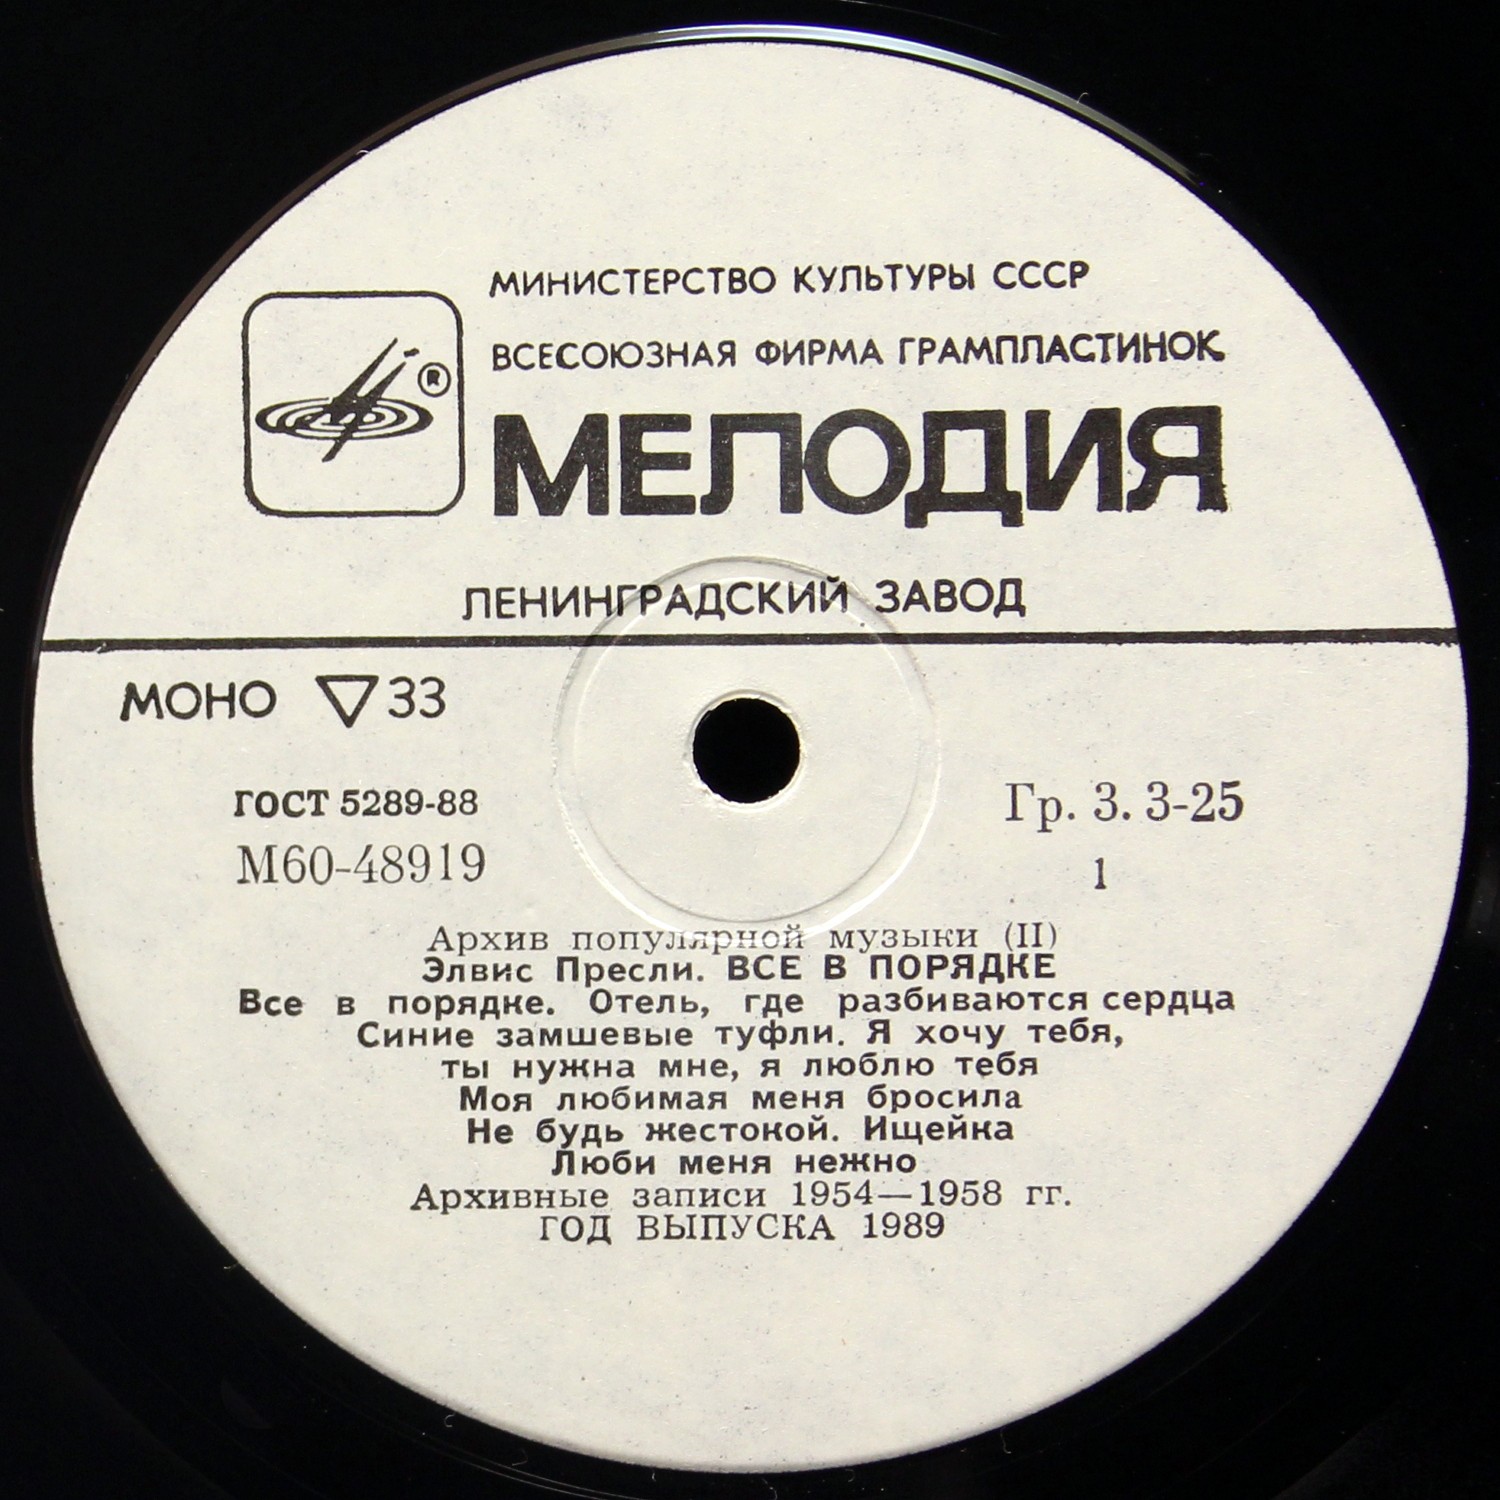 МИНИСТЕРСТВО КУЛЬТУРЫ СССР
ВСЕСОЮЗНАЯ ФИРМА ГРАМПЛАСТИНОК
®
МЕЛОДИЯ
ЛЕНИНГРАДСКИЙ ЗАВОД
МОНО ▽ 33
ГОСТ 5289-88
М60-48919
Гр. 3. 3-25
1
Архив популярной музыки (II)
Элвис Пресли. ВСЕ В ПОРЯДКЕ
Все в порядке. Отель, где разбиваются сердца
Синие замшевые туфли. Я хочу тебя,
ты нужна мне, я люблю тебя
Моя любимая меня бросила
Не будь жестокой. Ищейка
Люби меня нежно
Архивные записи 1954—1958 гг.
ГОД ВЫПУСКА 1989